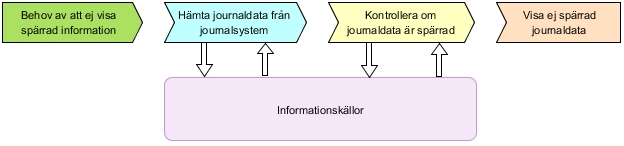 Behov av att ej visa
spärrad information
Hämta journaldata från
journalsystem
Kontrollera om
journaldata är spärrad
Visa ej spärrad
journaldata
Informationskällor